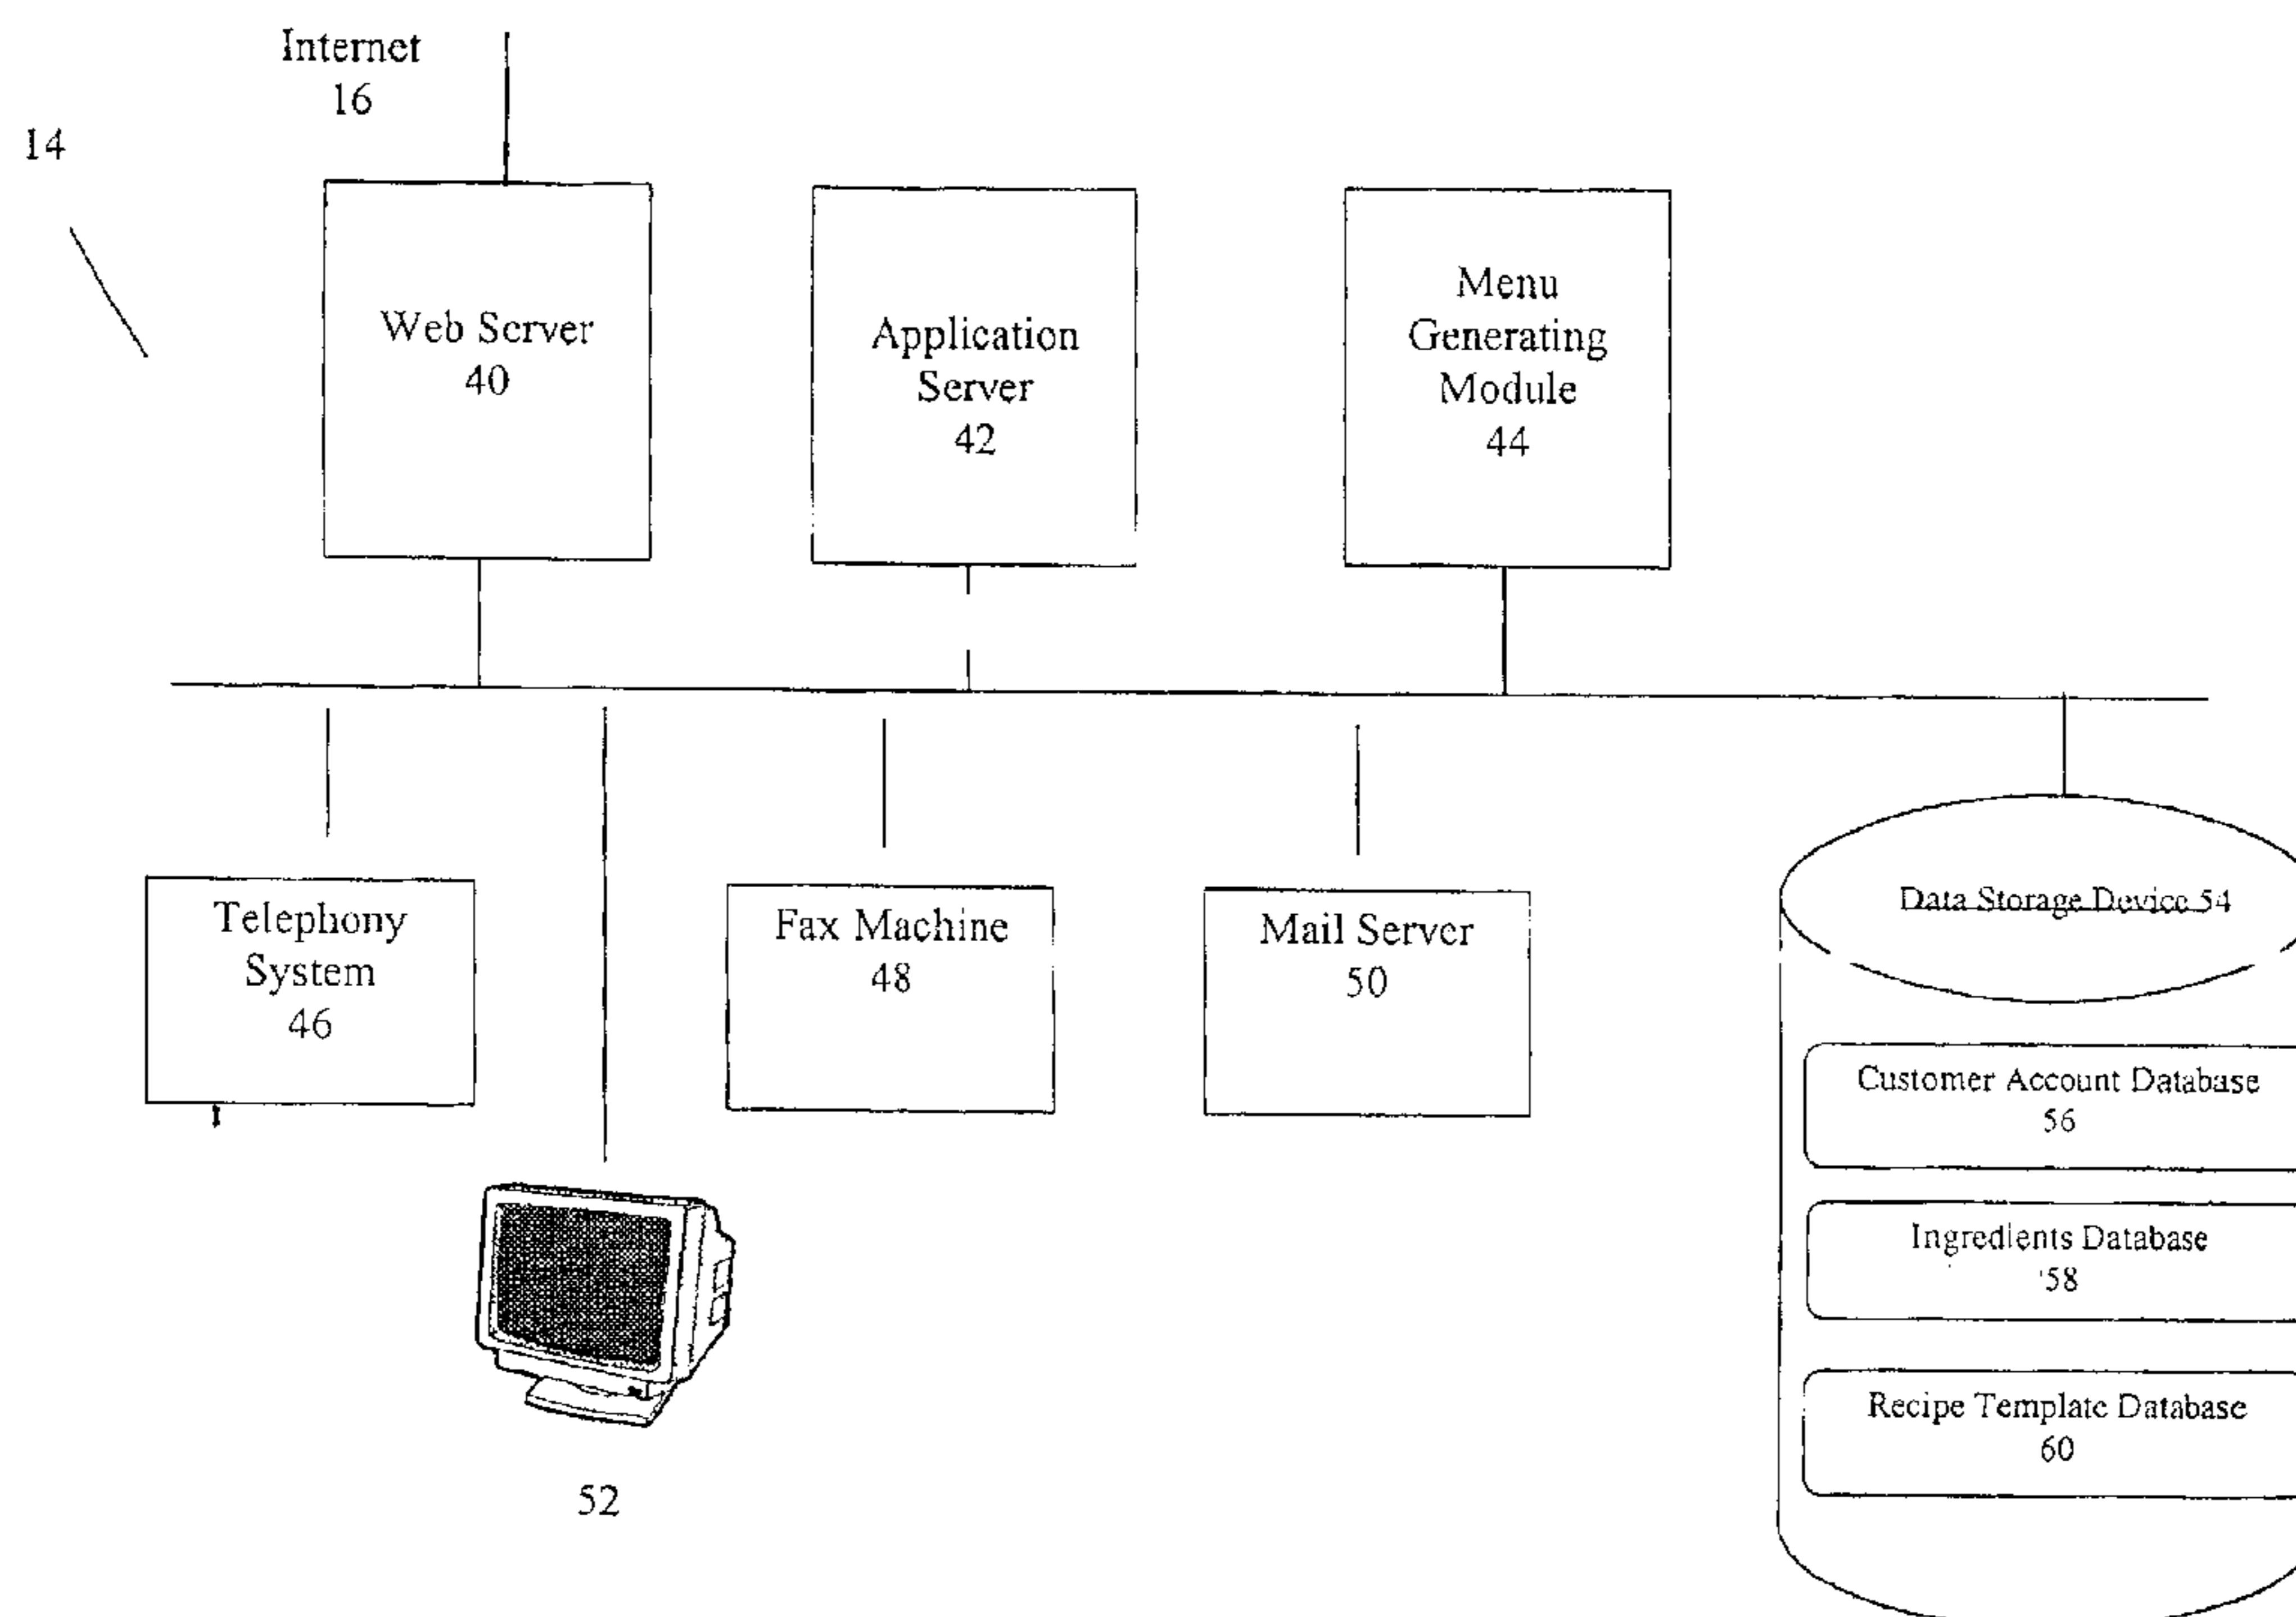 Internet
16
14
Web Server
40
Application
Server
42
Menu
Generating
Module
44
Telephony
System
46
Fax Machine
48
Mail Server
50
Data Storage Device 54
Customer Account Database
56
Ingredients Database
58
Recipe Template Database
60
52